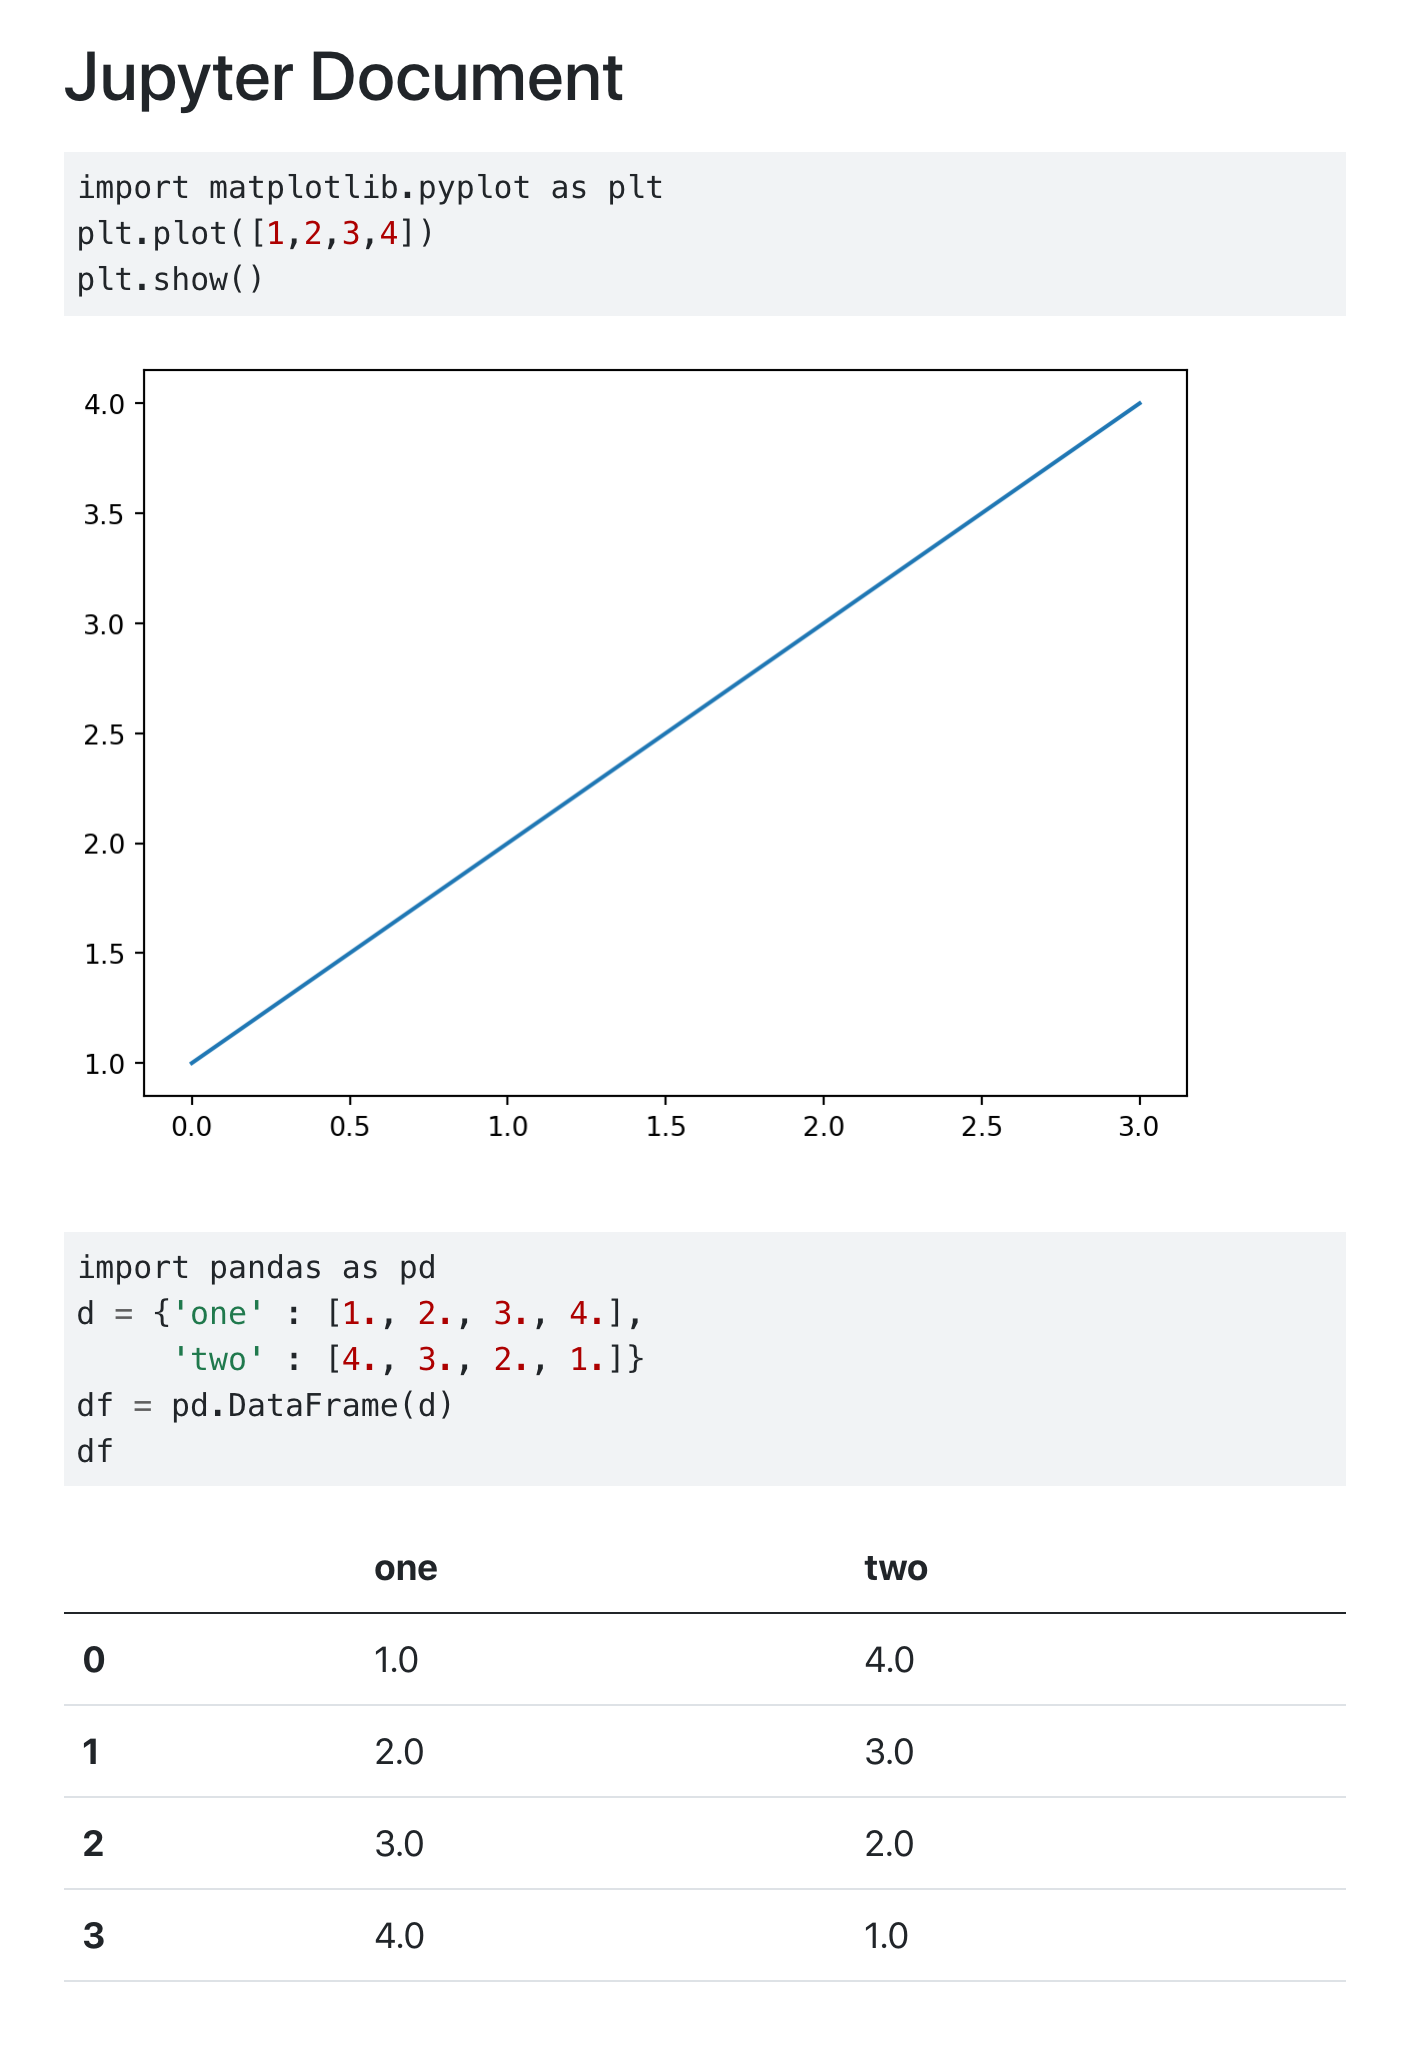 Jupyter Document
import matplotlib.pyplot as plt
plt.plot([1,2,3,4])
plt.show()
4.0
3.5
3.0
2.5
2.0
1.5
1.0
0.0 0.5 1.0 1.5 2.0 2.5 3.0
import pandas as pd
d = {'one' : [1., 2., 3., 4.],
     'two' : [4., 3., 2., 1.]}
df = pd.DataFrame(d)
df
one two
0 1.0 4.0
1 2.0 3.0
2 3.0 2.0
3 4.0 1.0